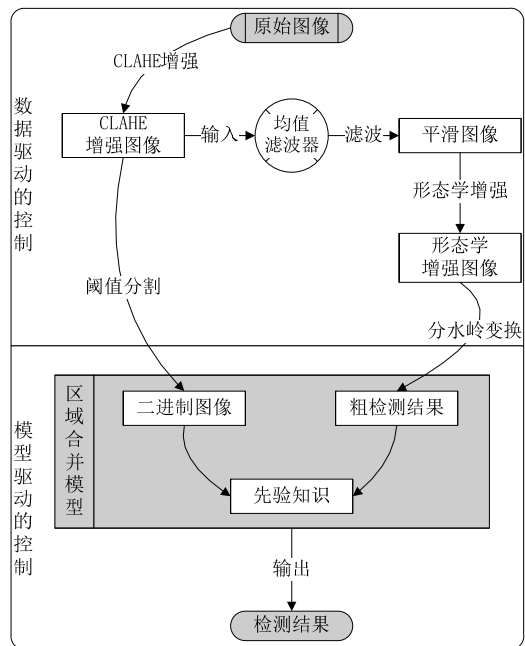 原始图像
CLAHE增强
数据驱动的控制
CLAHE
增强图像
输入
均值
滤波器
滤波
平滑图像
形态学增强
形态学
增强图像
阈值分割
分水岭变换
模型驱动的控制
区域合并模型
二进制图像
粗检测结果
先验知识
输出
检测结果